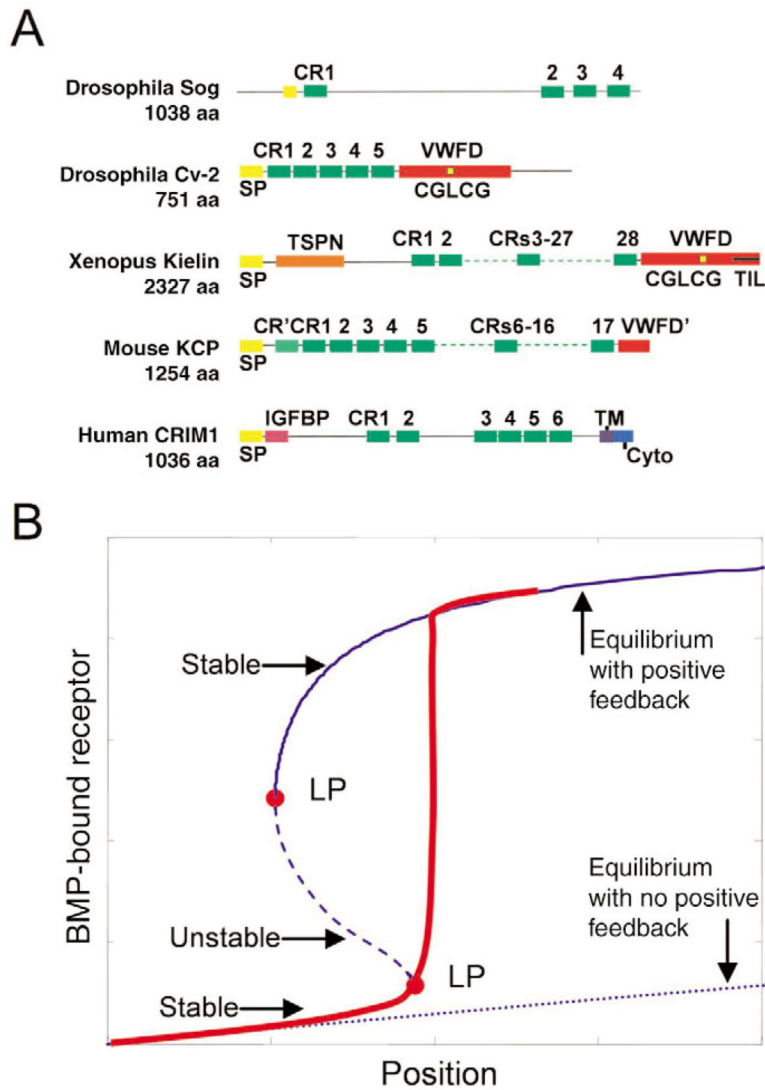 A
Drosophila Sog
1038 aa
CR1 2 3 4
Drosophila Cv-2
751 aa
CR1 2 3 4 5 VWFD
SP CGLCG
Xenopus Kielin
2327 aa
TSPN CR1 2 CRs3-27 28 VWFD
SP CGLCG TIL
Mouse KCP
1254 aa
CR'CR1 2 3 4 5 CRs6-16 17 VWFD'
SP
Human CRIM1
1036 aa
IGFBP CR1 2 3 4 5 6 TM
SP Cyto
B
BMP-bound receptor
Stable
LP
Unstable
Stable
LP
Equilibrium
with positive
feedback
Equilibrium
with no positive
feedback
Position